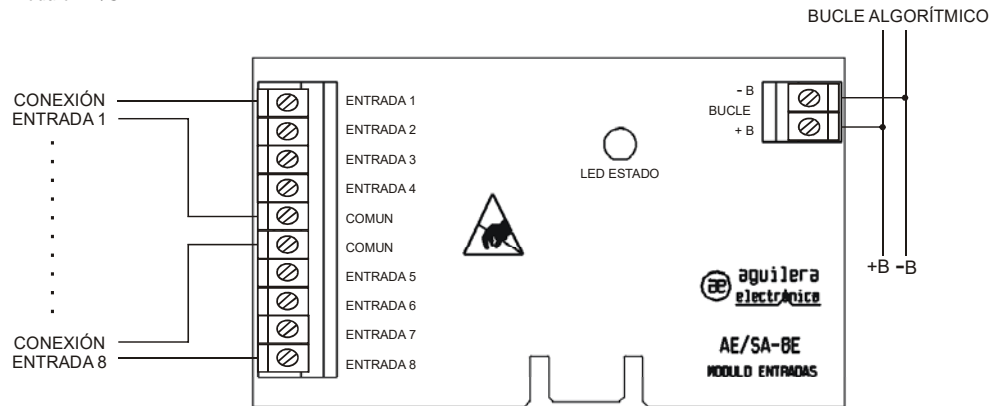 BUCLE ALGORÍTMICO
CONEXIÓN
ENTRADA 1
ENTRADA 1
ENTRADA 2
ENTRADA 3
ENTRADA 4
COMUN
COMUN
ENTRADA 5
ENTRADA 6
ENTRADA 7
ENTRADA 8
CONEXIÓN
ENTRADA 8
LED ESTADO
- B
BUCLE
+ B
+B -B
ae aguilera
electrónica
AE/SA-8E
MODULO ENTRADAS